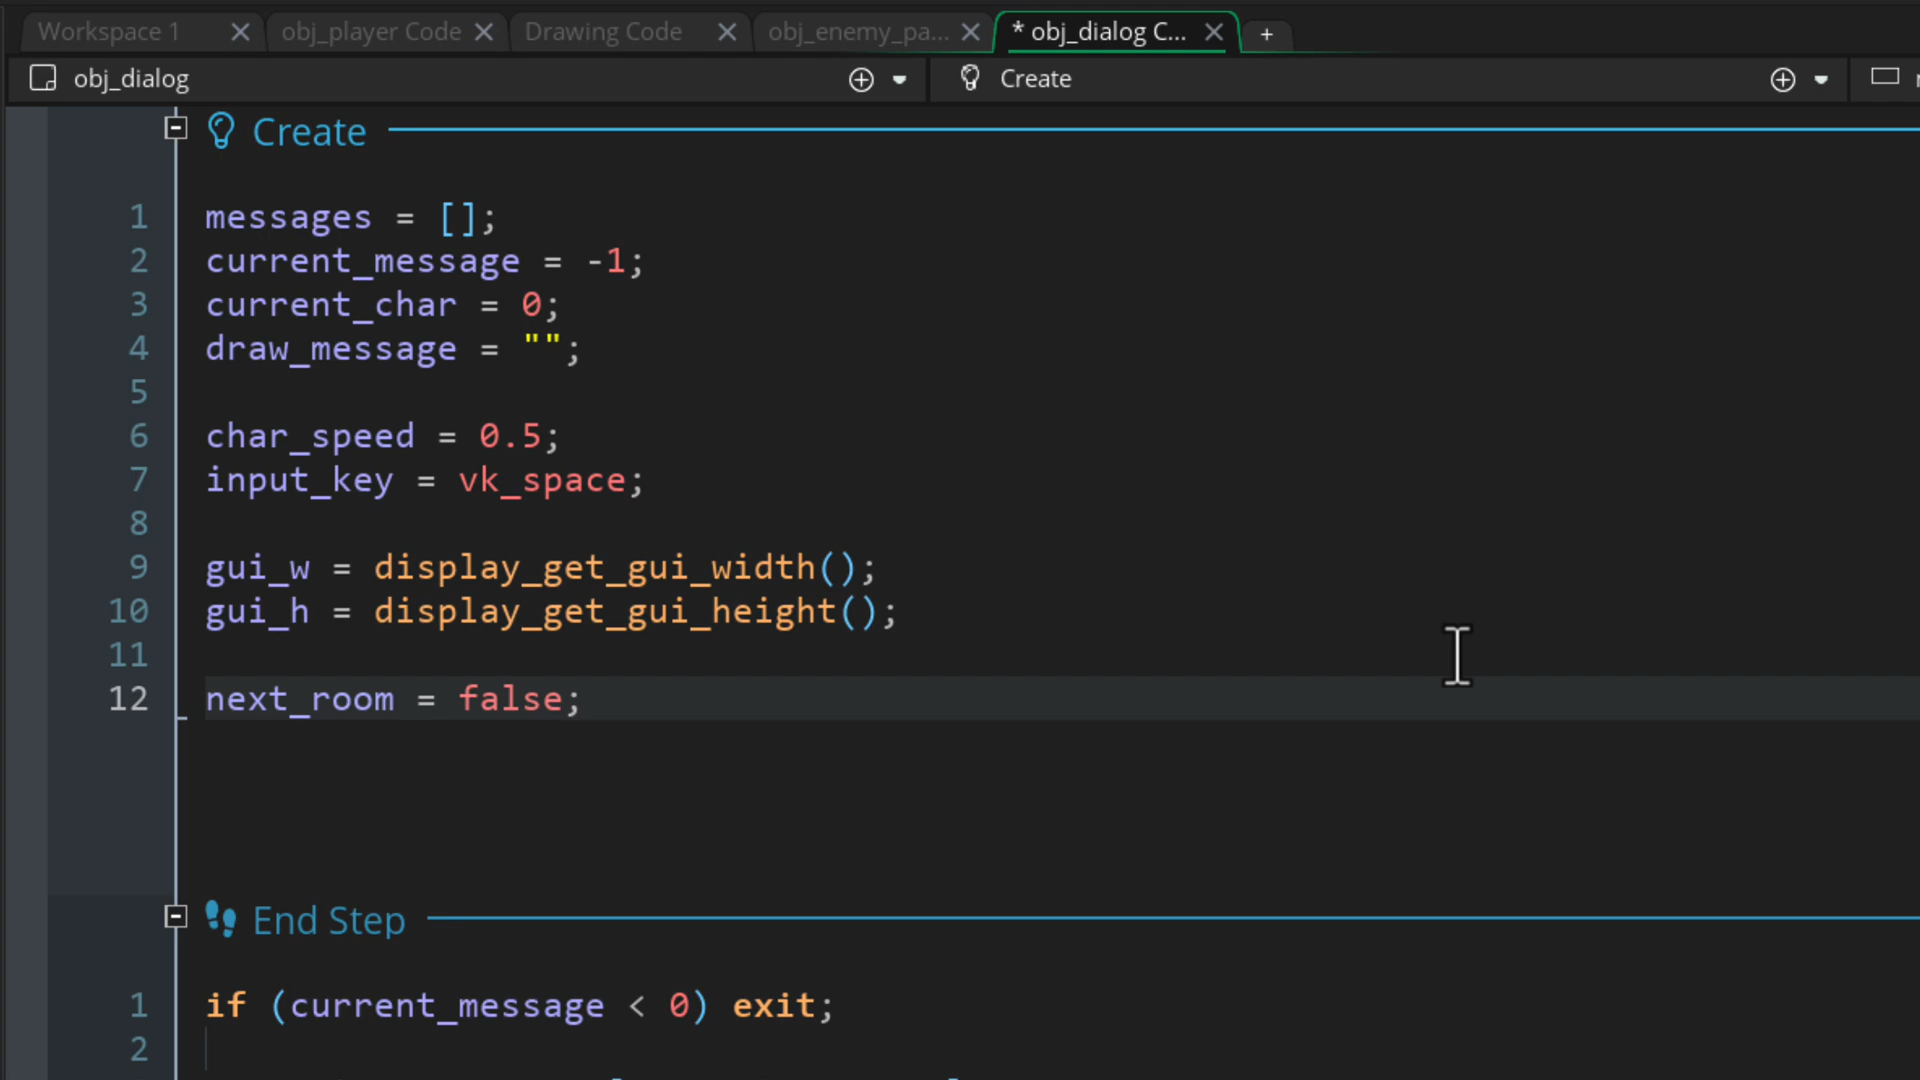 Workspace 1
obj_player Code
Drawing Code
obj_enemy_pa...
* obj_dialog C...
+
obj_dialog
Create
Create
1 messages = [];
2 current_message = -1;
3 current_char = 0;
4 draw_message = "";
5
6 char_speed = 0.5;
7 input_key = vk_space;
8
9 gui_w = display_get_gui_width();
10 gui_h = display_get_gui_height();
11
12 next_room = false;
End Step
1 if (current_message < 0) exit;
2